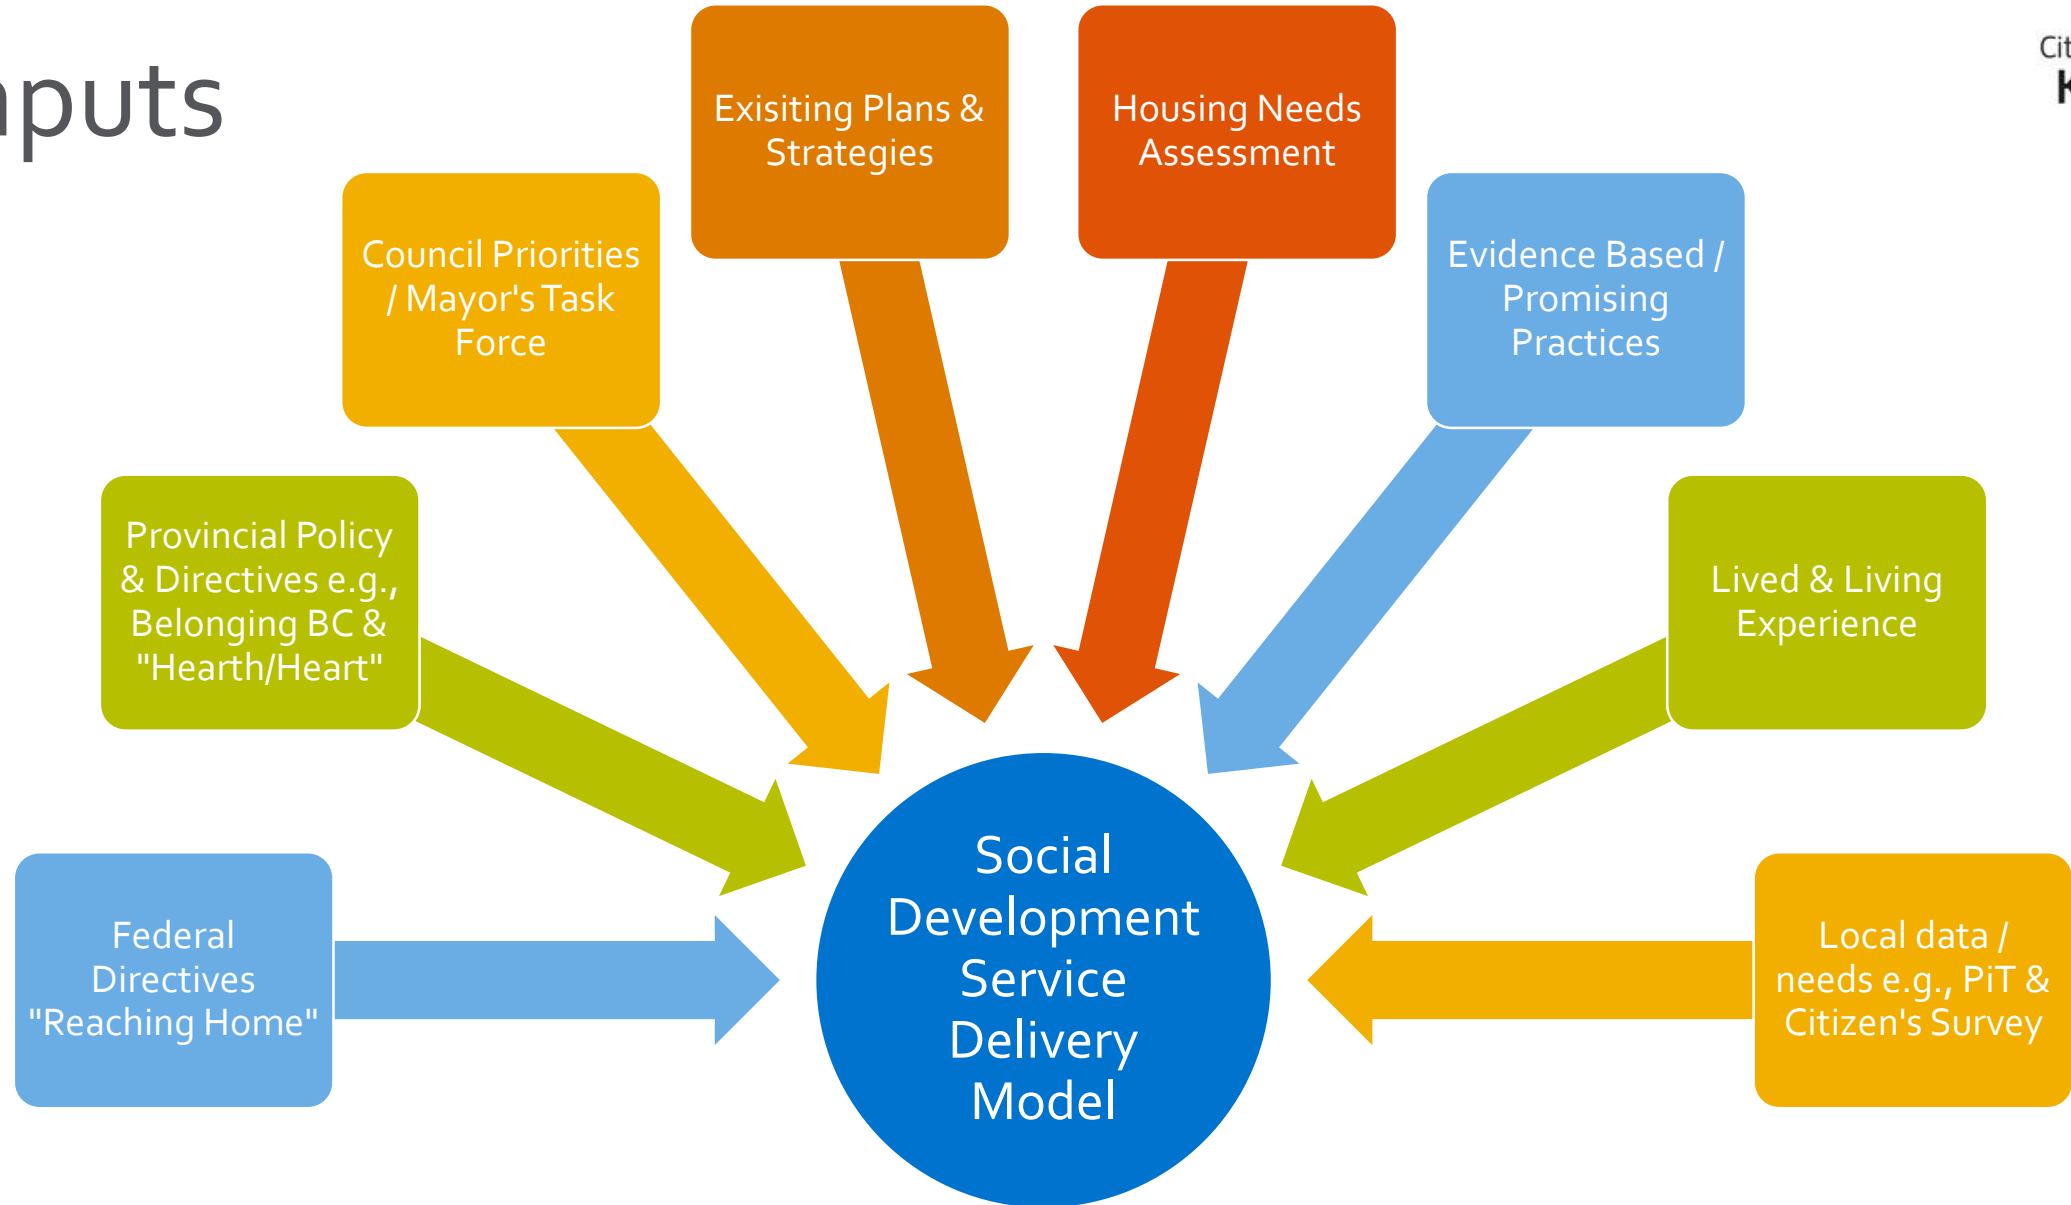 nputs
Cit
K
Exisiting Plans &
Strategies
Housing Needs
Assessment
Council Priorities
/ Mayor's Task
Force
Evidence Based /
Promising
Practices
Provincial Policy
& Directives e.g.,
Belonging BC &
"Hearth/Heart"
Lived & Living
Experience
Federal
Directives
"Reaching Home"
Local data /
needs e.g., PiT &
Citizen's Survey
Social
Development
Service
Delivery
Model